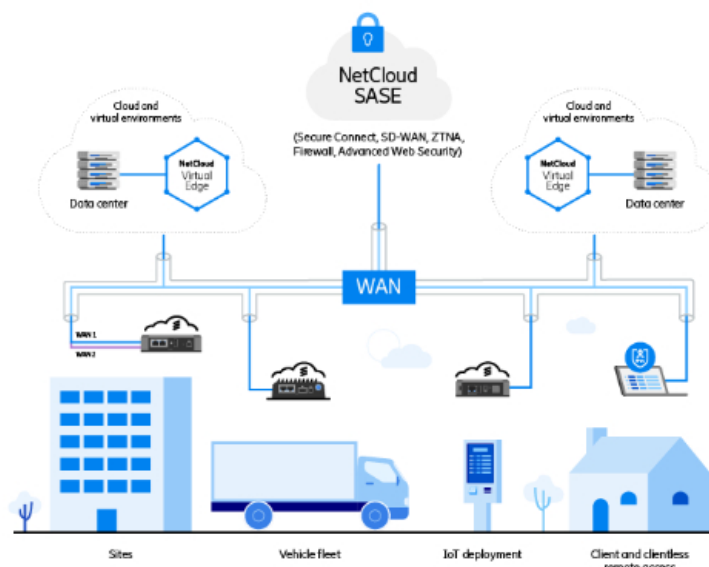 NetCloud
SASE
(Secure Connect, SD-WAN, ZTNA,
Firewall, Advanced Web Security)
Cloud and
virtual environments
NetCloud
Virtual
Edge
Data center
Cloud and
virtual environments
NetCloud
Virtual
Edge
Data center
WAN
WAN 1
WAN 2
Sites
Vehicle fleet
IoT deployment
Client and clientless
remote access